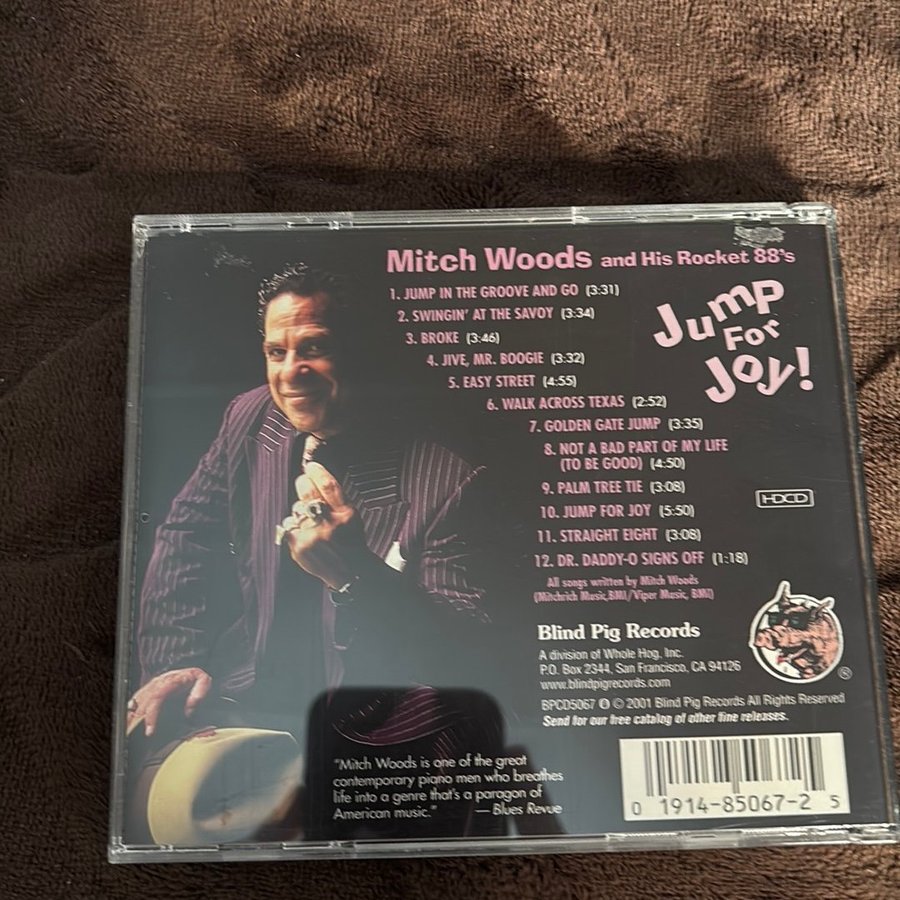 Mitch Woods and His Rocket 88's
Jump
For
Joy!
1. JUMP IN THE GROOVE AND GO (3:31)
2. SWINGIN' AT THE SAVOY (3:34)
3. BROKE (3:46)
4. JIVE, MR. BOOGIE (3:32)
5. EASY STREET (4:55)
6. WALK ACROSS TEXAS (2:52)
7. GOLDEN GATE JUMP (3:35)
8. NOT A BAD PART OF MY LIFE
(TO BE GOOD) (4:50)
9. PALM TREE TIE (3:08)
10. JUMP FOR JOY (5:50)
11. STRAIGHT EIGHT (3:08)
12. DR. DADDY-O SIGNS OFF (1:18)
HDCD
All songs written by Mitch Woods
(Mitchrich Music,BMI/Viper Music, BMI)
Blind Pig Records
A division of Whole Hog, Inc.
P.O. Box 2344, San Francisco, CA 94126
www.blindpigrecords.com
BPCD5067 ℗ © 2001 Blind Pig Records All Rights Reserved
Send for our free catalog of other fine releases.
®
"Mitch Woods is one of the great
contemporary piano men who breathes
life into a genre that's a paragon of
American music." — Blues Revue
0 1914-85067-2 5